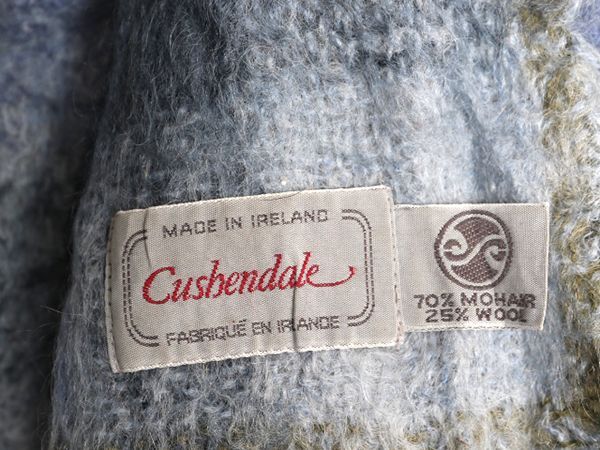 MADE IN IRELAND
Cushendale
FABRIQUÉ EN IRLANDE
70% MOHAIR
25% WOOL